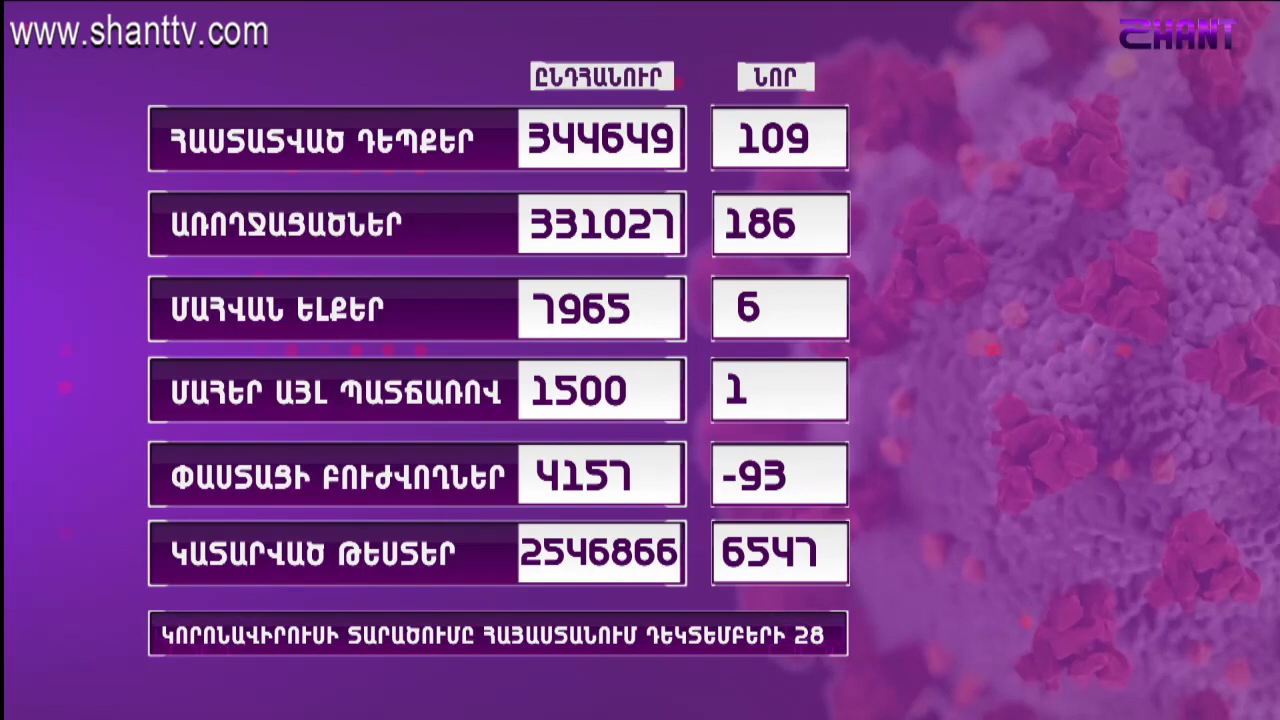 www.shanttv.com
SHANT
ԸՆԴՀԱՆՈՒՐ ՆՈՐ
ՀԱՍՏԱՏՎԱԾ ԴԵՊՔԵՐ 344649 109
ԱՌՈՂՋԱՑԱԾՆԵՐ 331027 186
ՄԱՀՎԱՆ ԵԼՔԵՐ 7965 6
ՄԱՀԵՐ ԱՅԼ ՊԱՏՃԱՌՈՎ 1500 1
ՓԱՍՏԱՑԻ ԲՈՒԺՎՈՂՆԵՐ 4157 -93
ԿԱՏԱՐՎԱԾ ԹԵՍՏԵՐ 2546866 6547
ԿՈՐՈՆԱՎԻՐՈՒՍԻ ՏԱՐԱԾՈՒՄԸ ՀԱՅԱՍՏԱՆՈՒՄ ԴԵԿՏԵՄԲԵՐԻ 28